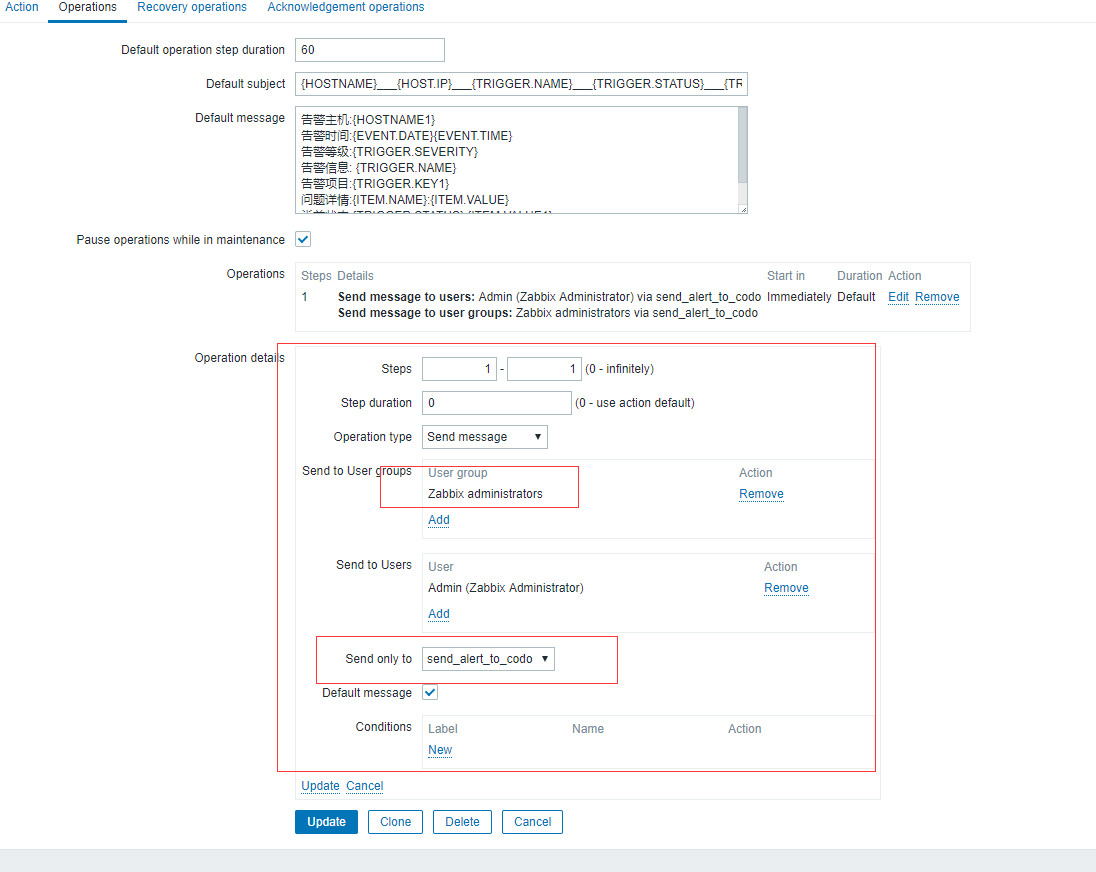 Action Operations Recovery operations Acknowledgement operations
Default operation step duration 60
Default subject {HOSTNAME}___{HOST.IP}___{TRIGGER.NAME}___{TRIGGER.STATUS}___{TR
Default message 告警主机:{HOSTNAME1}
告警时间:{EVENT.DATE}{EVENT.TIME}
告警等级:{TRIGGER.SEVERITY}
告警信息: {TRIGGER.NAME}
告警项目:{TRIGGER.KEY1}
问题详情:{ITEM.NAME}:{ITEM.VALUE}
Pause operations while in maintenance
Operations Steps Details Start in Duration Action
1 Send message to users: Admin (Zabbix Administrator) via send_alert_to_codo Immediately Default Edit Remove
Send message to user groups: Zabbix administrators via send_alert_to_codo
Operation details
Steps 1 - 1 (0 - infinitely)
Step duration 0 (0 - use action default)
Operation type Send message
Send to User groups User group Action
Zabbix administrators Remove
Add
Send to Users User Action
Admin (Zabbix Administrator) Remove
Add
Send only to send_alert_to_codo
Default message
Conditions Label Name Action
New
Update Cancel
Update Clone Delete Cancel